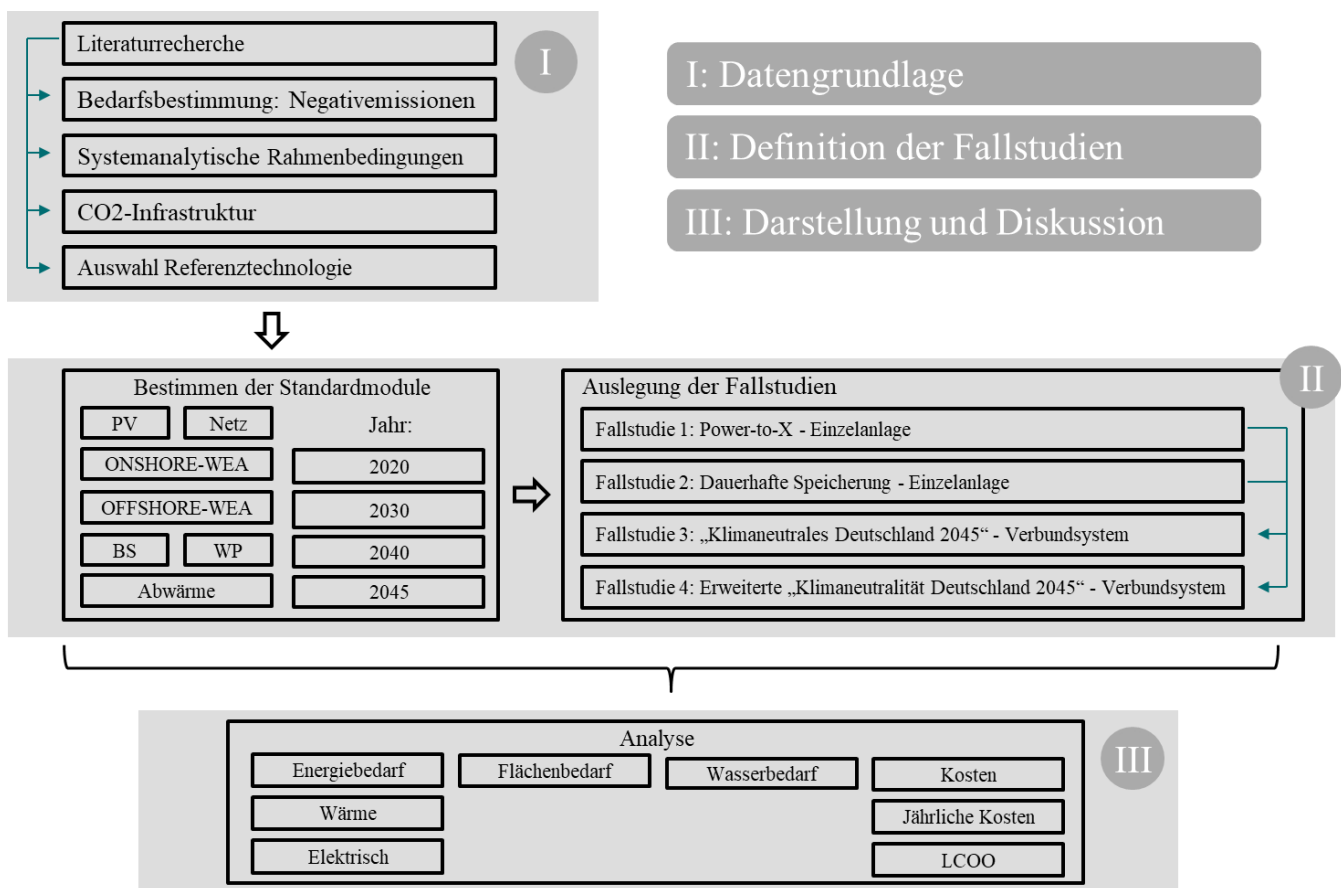 Literaturrecherche
Bedarfsbestimmung: Negativemissionen
Systemanalytische Rahmenbedingungen
CO2-Infrastruktur
Auswahl Referenztechnologie
I
I: Datengrundlage
II: Definition der Fallstudien
III: Darstellung und Diskussion
Bestimmen der Standardmodule
PV
Netz
Jahr:
ONSHORE-WEA
2020
OFFSHORE-WEA
2030
BS
WP
2040
Abwärme
2045
Auslegung der Fallstudien
II
Fallstudie 1: Power-to-X - Einzelanlage
Fallstudie 2: Dauerhafte Speicherung - Einzelanlage
Fallstudie 3: „Klimaneutrales Deutschland 2045“ - Verbundsystem
Fallstudie 4: Erweiterte „Klimaneutralität Deutschland 2045“ - Verbundsystem
Analyse
III
Energiebedarf
Flächenbedarf
Wasserbedarf
Kosten
Wärme
Jährliche Kosten
Elektrisch
LCOO